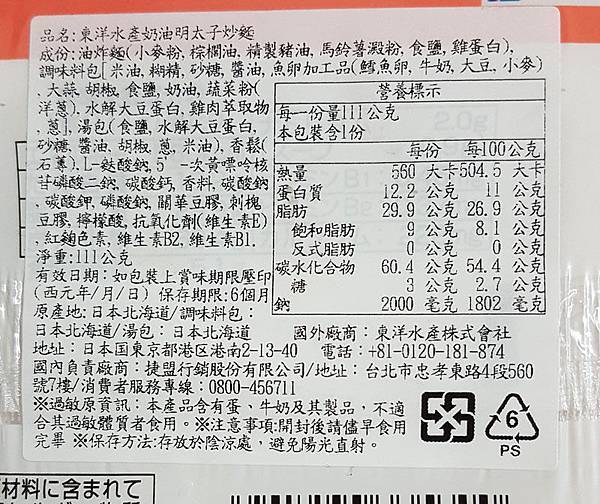 品名:東洋水產奶油明太子炒麵
成份:油炸麵(小麥粉, 棕櫚油, 精製豬油, 馬鈴薯澱粉, 食鹽, 雞蛋白),
調味料包[米油, 糊精, 砂糖, 醬油, 魚卵加工品(鱈魚卵, 牛奶, 大豆, 小麥)
, 大蒜, 胡椒, 食鹽, 奶油, 蔬菜粉(
洋蔥), 水解大豆蛋白, 雞肉萃取物
, 蔥], 湯包(食鹽, 水解大豆蛋白,
砂糖, 醬油, 胡椒, 蔥, 米油), 香鬆(
石蓴), L-麩酸鈉, 5'-次黃嘌呤核
苷磷酸二鈉, 碳酸鈣, 香料, 碳酸鈉
, 碳酸鉀, 磷酸鈉, 關華豆膠, 刺槐
豆膠, 檸檬酸, 抗氧化劑(維生素E)
, 紅麴色素, 維生素B2, 維生素B1.
淨重:111公克
營養標示
每一份量111公克
本包裝含1份
每份 每100公克
熱量 560 大卡 504.5 大卡
蛋白質 12.2 公克 11 公克
脂肪 29.9 公克 26.9 公克
飽和脂肪 9 公克 8.1 公克
反式脂肪 0 公克 0 公克
碳水化合物 60.4 公克 54.4 公克
糖 3 公克 2.7 公克
鈉 2000 毫克 1802 毫克
有效日期: 如包裝上賞味期限壓印
(西元年/月/日) 保存期限:6個月
原產地:日本北海道/調味料包:
日本北海道/湯包: 日本北海道 國外廠商: 東洋水產株式會社
地址: 日本国東京都港区港南2-13-40 電話:+81-0120-181-874
國內負責廠商: 捷盟行銷股份有限公司/地址: 台北市忠孝東路4段560
號7樓/消費者服務專線:0800-456711
※過敏原資訊: 本產品含有蛋、牛奶及其製品, 不適
合其過敏體質者食用。※注意事項:開封後請儘早食用
完畢 ※保存方法:存放於陰涼處, 避免陽光直射。
6
PS
材料に含まれて